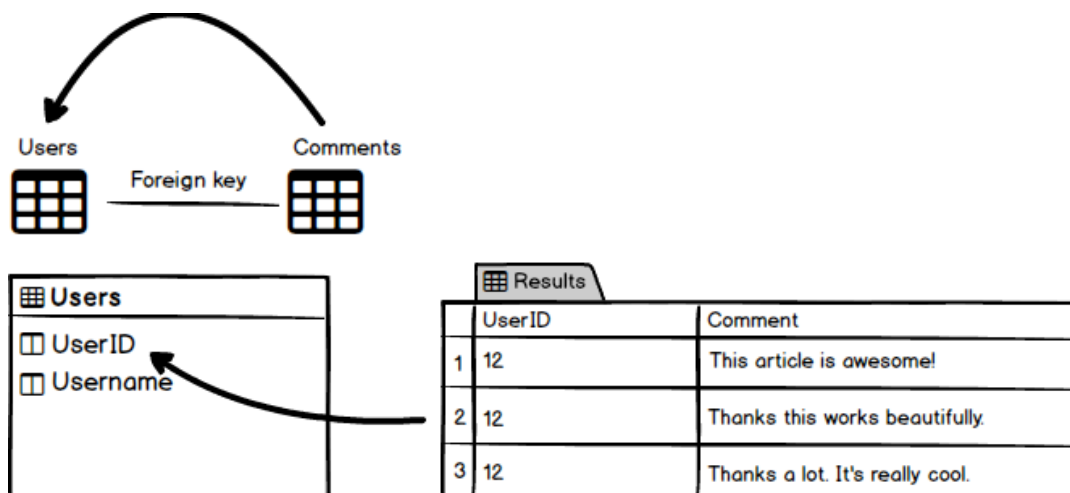 Users Comments
Foreign key
Users
UserID
Username
Results
UserID Comment
1 12 This article is awesome!
2 12 Thanks this works beautifully.
3 12 Thanks a lot. It's really cool.